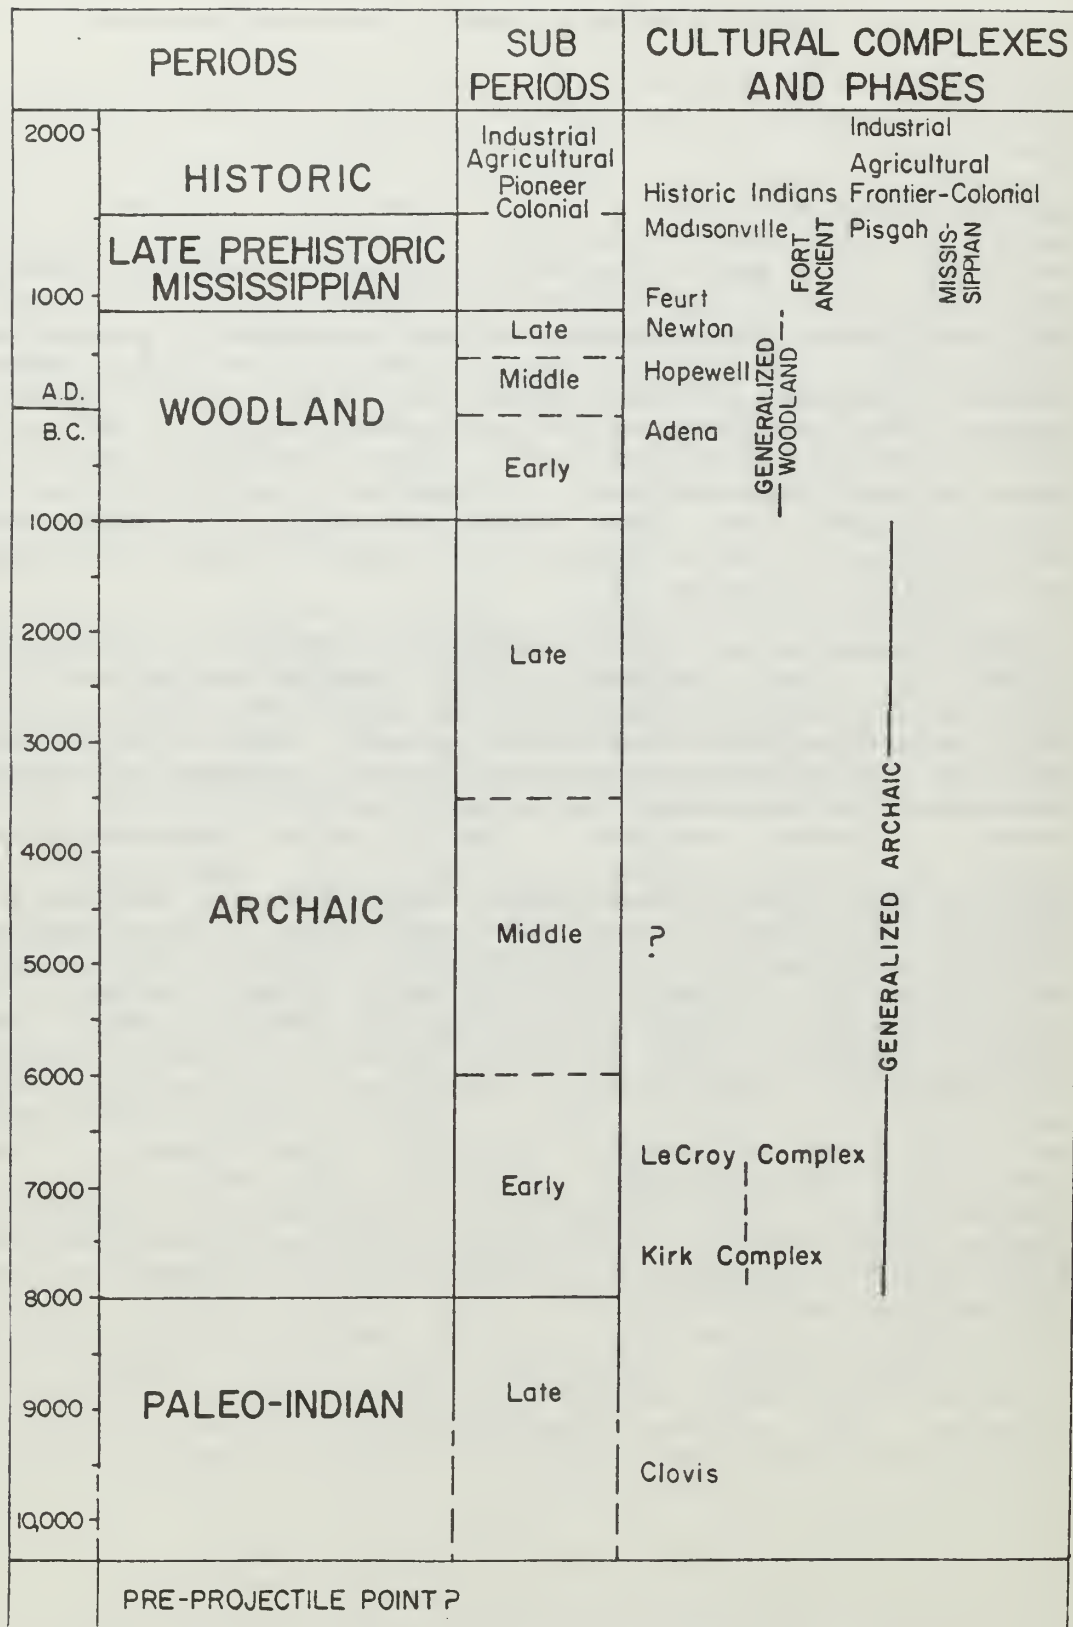 PERIODS
SUB
PERIODS
CULTURAL COMPLEXES
AND PHASES
2000
HISTORIC
Industrial
Agricultural
Pioneer
Colonial
Industrial
Agricultural
Historic Indians
Frontier-Colonial
LATE PREHISTORIC
MISSISSIPPIAN
1000
Madisonville
FORT
ANCIENT
Pisgah
MISSIS-
SIPPIAN
Feurt
A.D.
B.C.
WOODLAND
Late
Middle
Early
Newton
Hopewell
Adena
GENERALIZED
WOODLAND
1000
2000
3000
4000
5000
6000
7000
8000
ARCHAIC
Late
Middle
Early
?
GENERALIZED ARCHAIC
LeCroy Complex
Kirk Complex
PALEO-INDIAN
Late
9000
Clovis
10,000
PRE-PROJECTILE POINT?